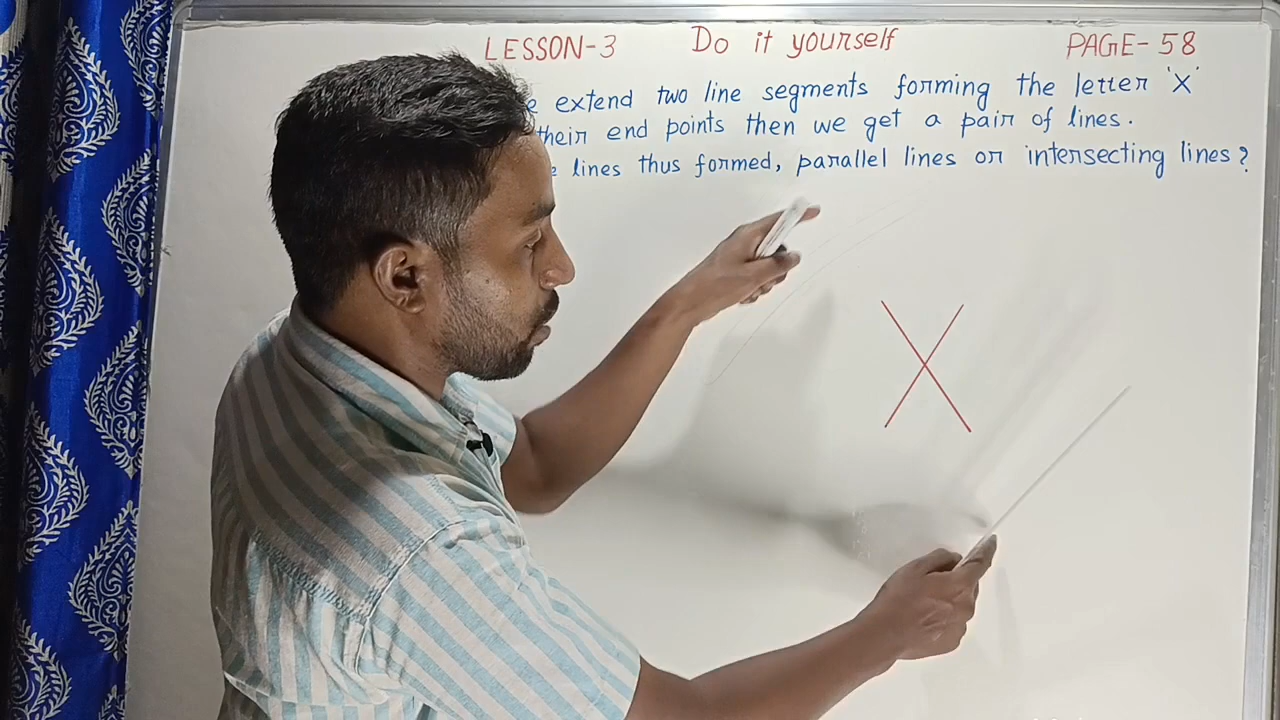 LESSON-3 Do it yourself PAGE-58
extend two line segments forming the letter 'X'
their end points then we get a pair of lines.
lines thus formed, parallel lines or intersecting lines?